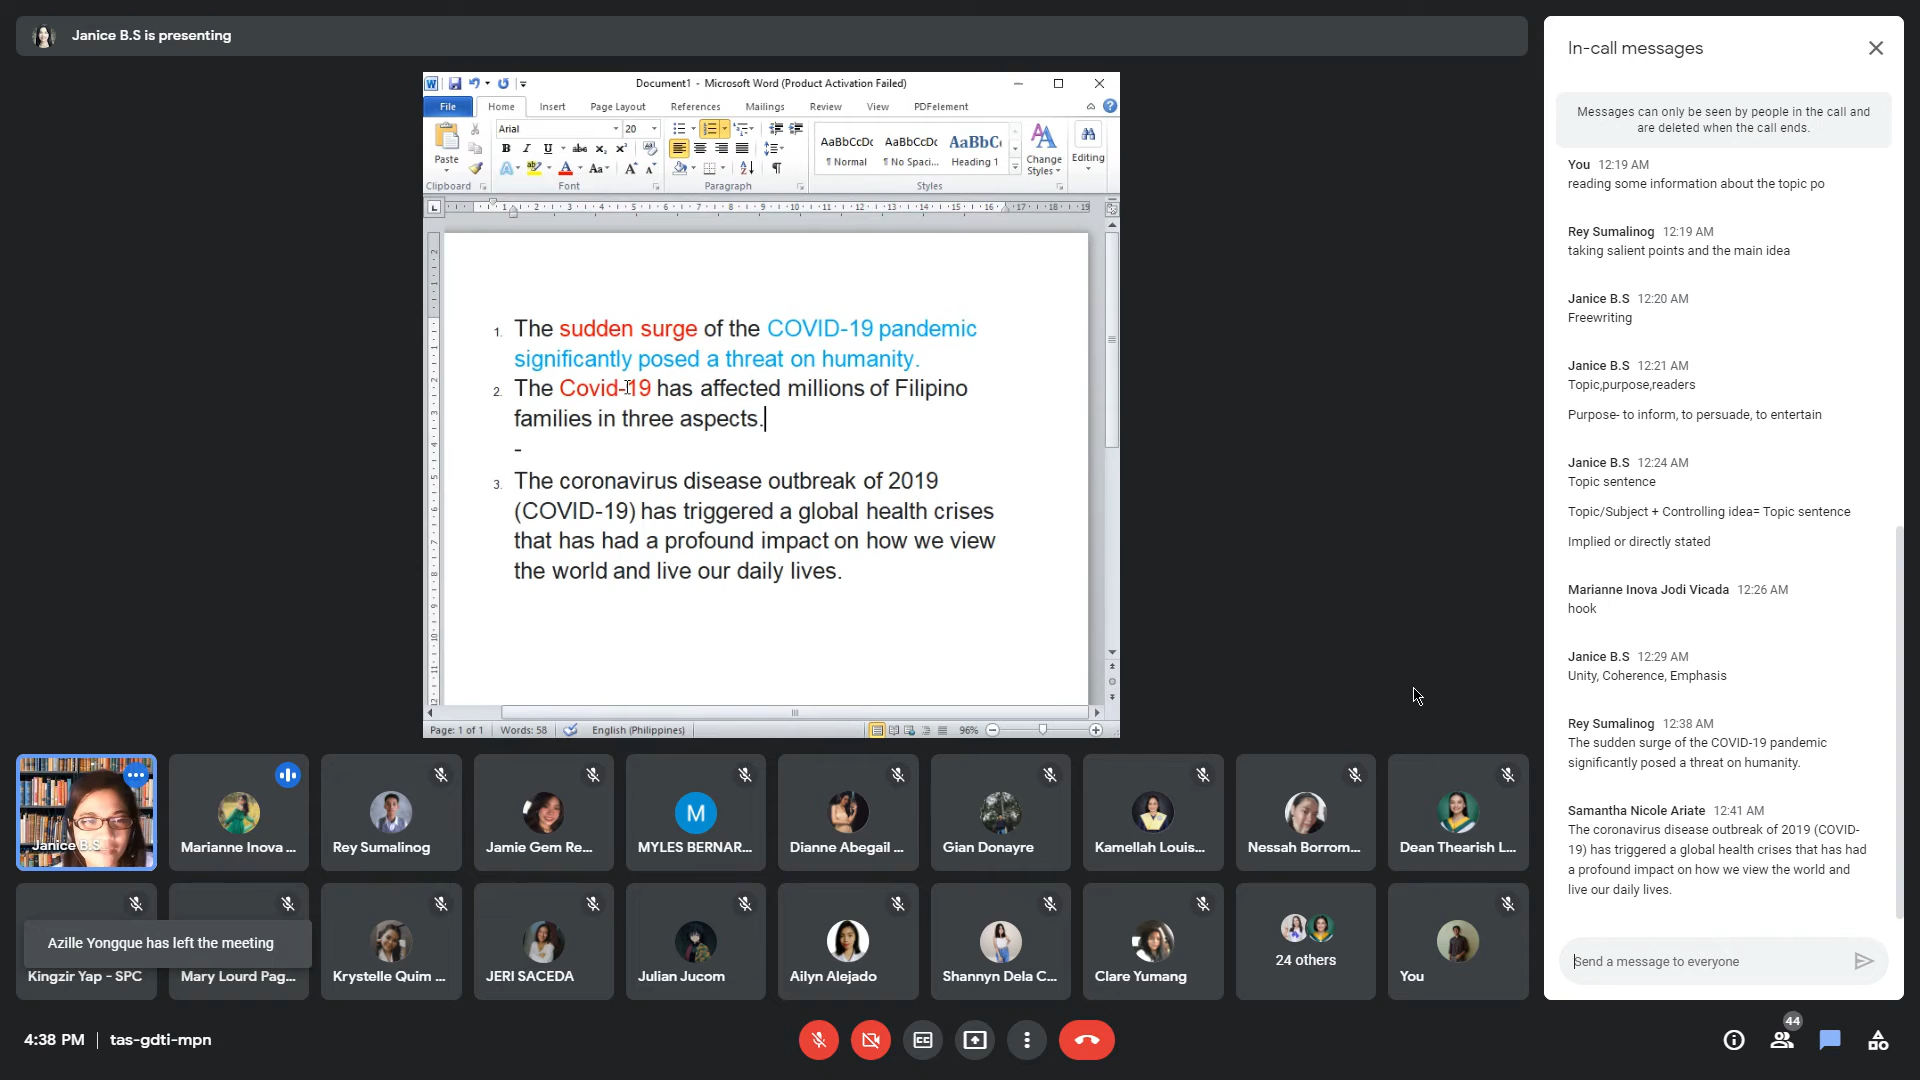 Janice B.S is presenting
Document1 - Microsoft Word (Product Activation Failed)
File Home Insert Page Layout References Mailings Review View PDFelement
Arial 20
Paste
AaBbCcDc AaBbCcDc AaBbC
¶ Normal ¶ No Spaci... Heading 1
Change Styles
Editing
Clipboard Font Paragraph Styles
1. The sudden surge of the COVID-19 pandemic
significantly posed a threat on humanity.
2. The Covid-19 has affected millions of Filipino
families in three aspects.
-
3. The coronavirus disease outbreak of 2019
(COVID-19) has triggered a global health crises
that has had a profound impact on how we view
the world and live our daily lives.
Page: 1 of 1 Words: 58 English (Philippines) 96%
Janice B.S
Marianne Inova ...
Rey Sumalinog
Jamie Gem Re...
M
MYLES BERNAR...
Dianne Abegail ...
Gian Donayre
Kamellah Louis...
Nessah Borrom...
Dean Thearish L...
Azille Yongque has left the meeting
Kingzir Yap - SPC
Mary Lourd Pag...
Krystelle Quim ...
JERI SACEDA
Julian Jucom
Ailyn Alejado
Shannyn Dela C...
Clare Yumang
24 others
You
4:38 PM | tas-gdti-mpn
44
In-call messages
Messages can only be seen by people in the call and
are deleted when the call ends.
You 12:19 AM
reading some information about the topic po
Rey Sumalinog 12:19 AM
taking salient points and the main idea
Janice B.S 12:20 AM
Freewriting
Janice B.S 12:21 AM
Topic,purpose,readers
Purpose- to inform, to persuade, to entertain
Janice B.S 12:24 AM
Topic sentence
Topic/Subject + Controlling idea= Topic sentence
Implied or directly stated
Marianne Inova Jodi Vicada 12:26 AM
hook
Janice B.S 12:29 AM
Unity, Coherence, Emphasis
Rey Sumalinog 12:38 AM
The sudden surge of the COVID-19 pandemic
significantly posed a threat on humanity.
Samantha Nicole Ariate 12:41 AM
The coronavirus disease outbreak of 2019 (COVID-
19) has triggered a global health crises that has had
a profound impact on how we view the world and
live our daily lives.
Send a message to everyone